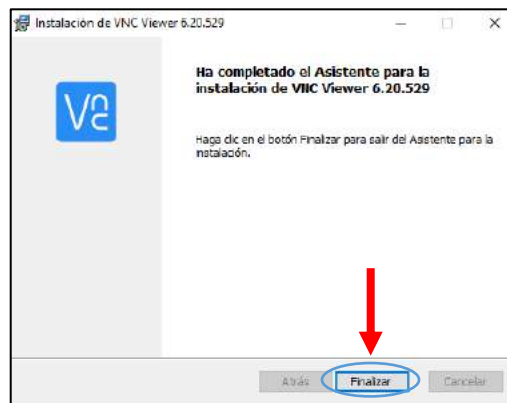 Instalación de VNC Viewer 6.20.529
Ha completado el Asistente para la
instalación de VNC Viewer 6.20.529
Haga clic en el botón Finalizar para salir del Asistente para la
instalación.
Atrás Finalizar Cancelar